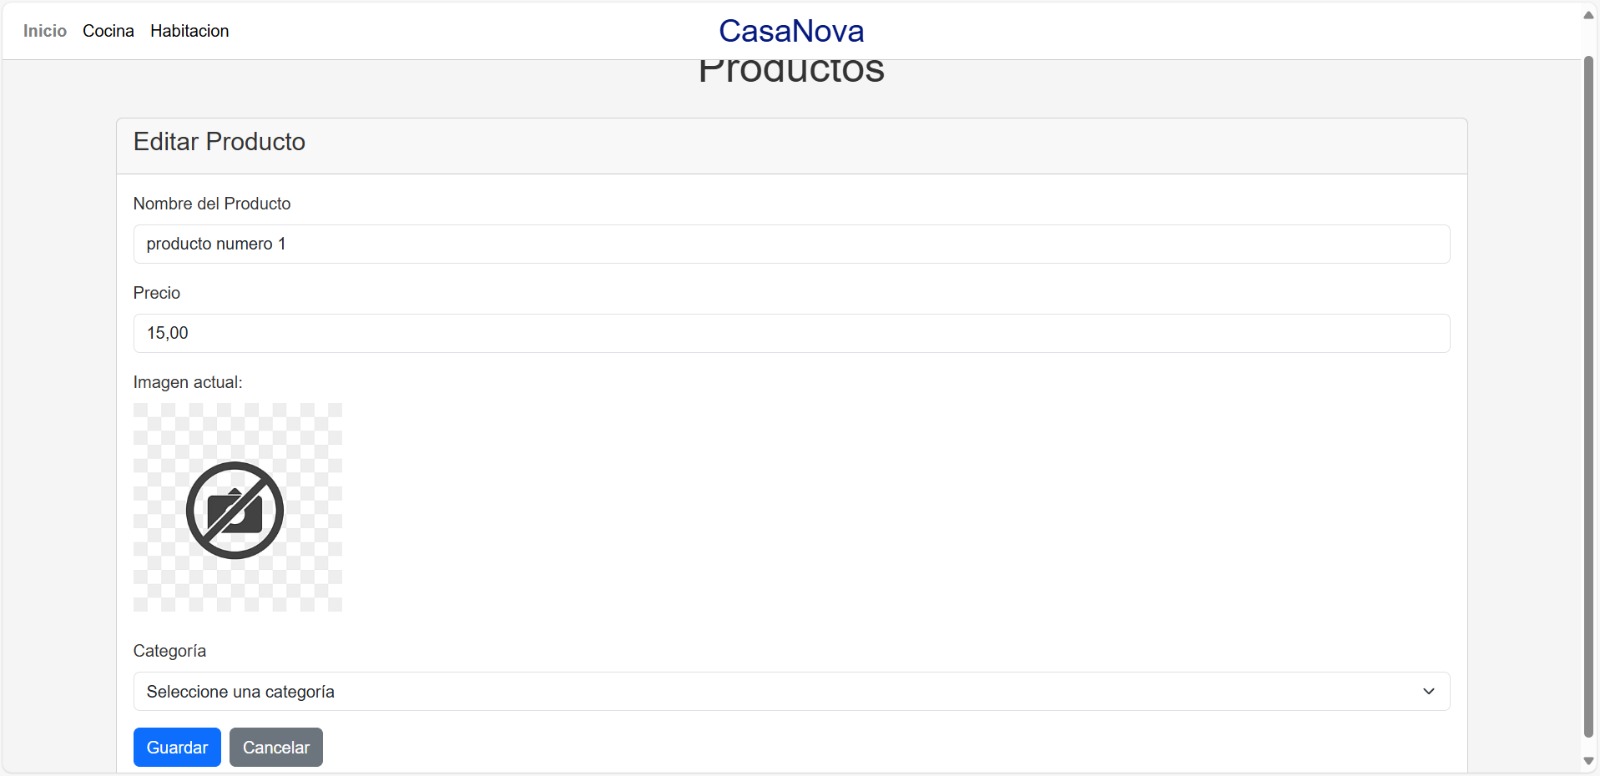 Inicio Cocina Habitacion CasaNova
Productos
Editar Producto
Nombre del Producto
producto numero 1
Precio
15,00
Imagen actual:
Categoría
Seleccione una categoría
Guardar Cancelar